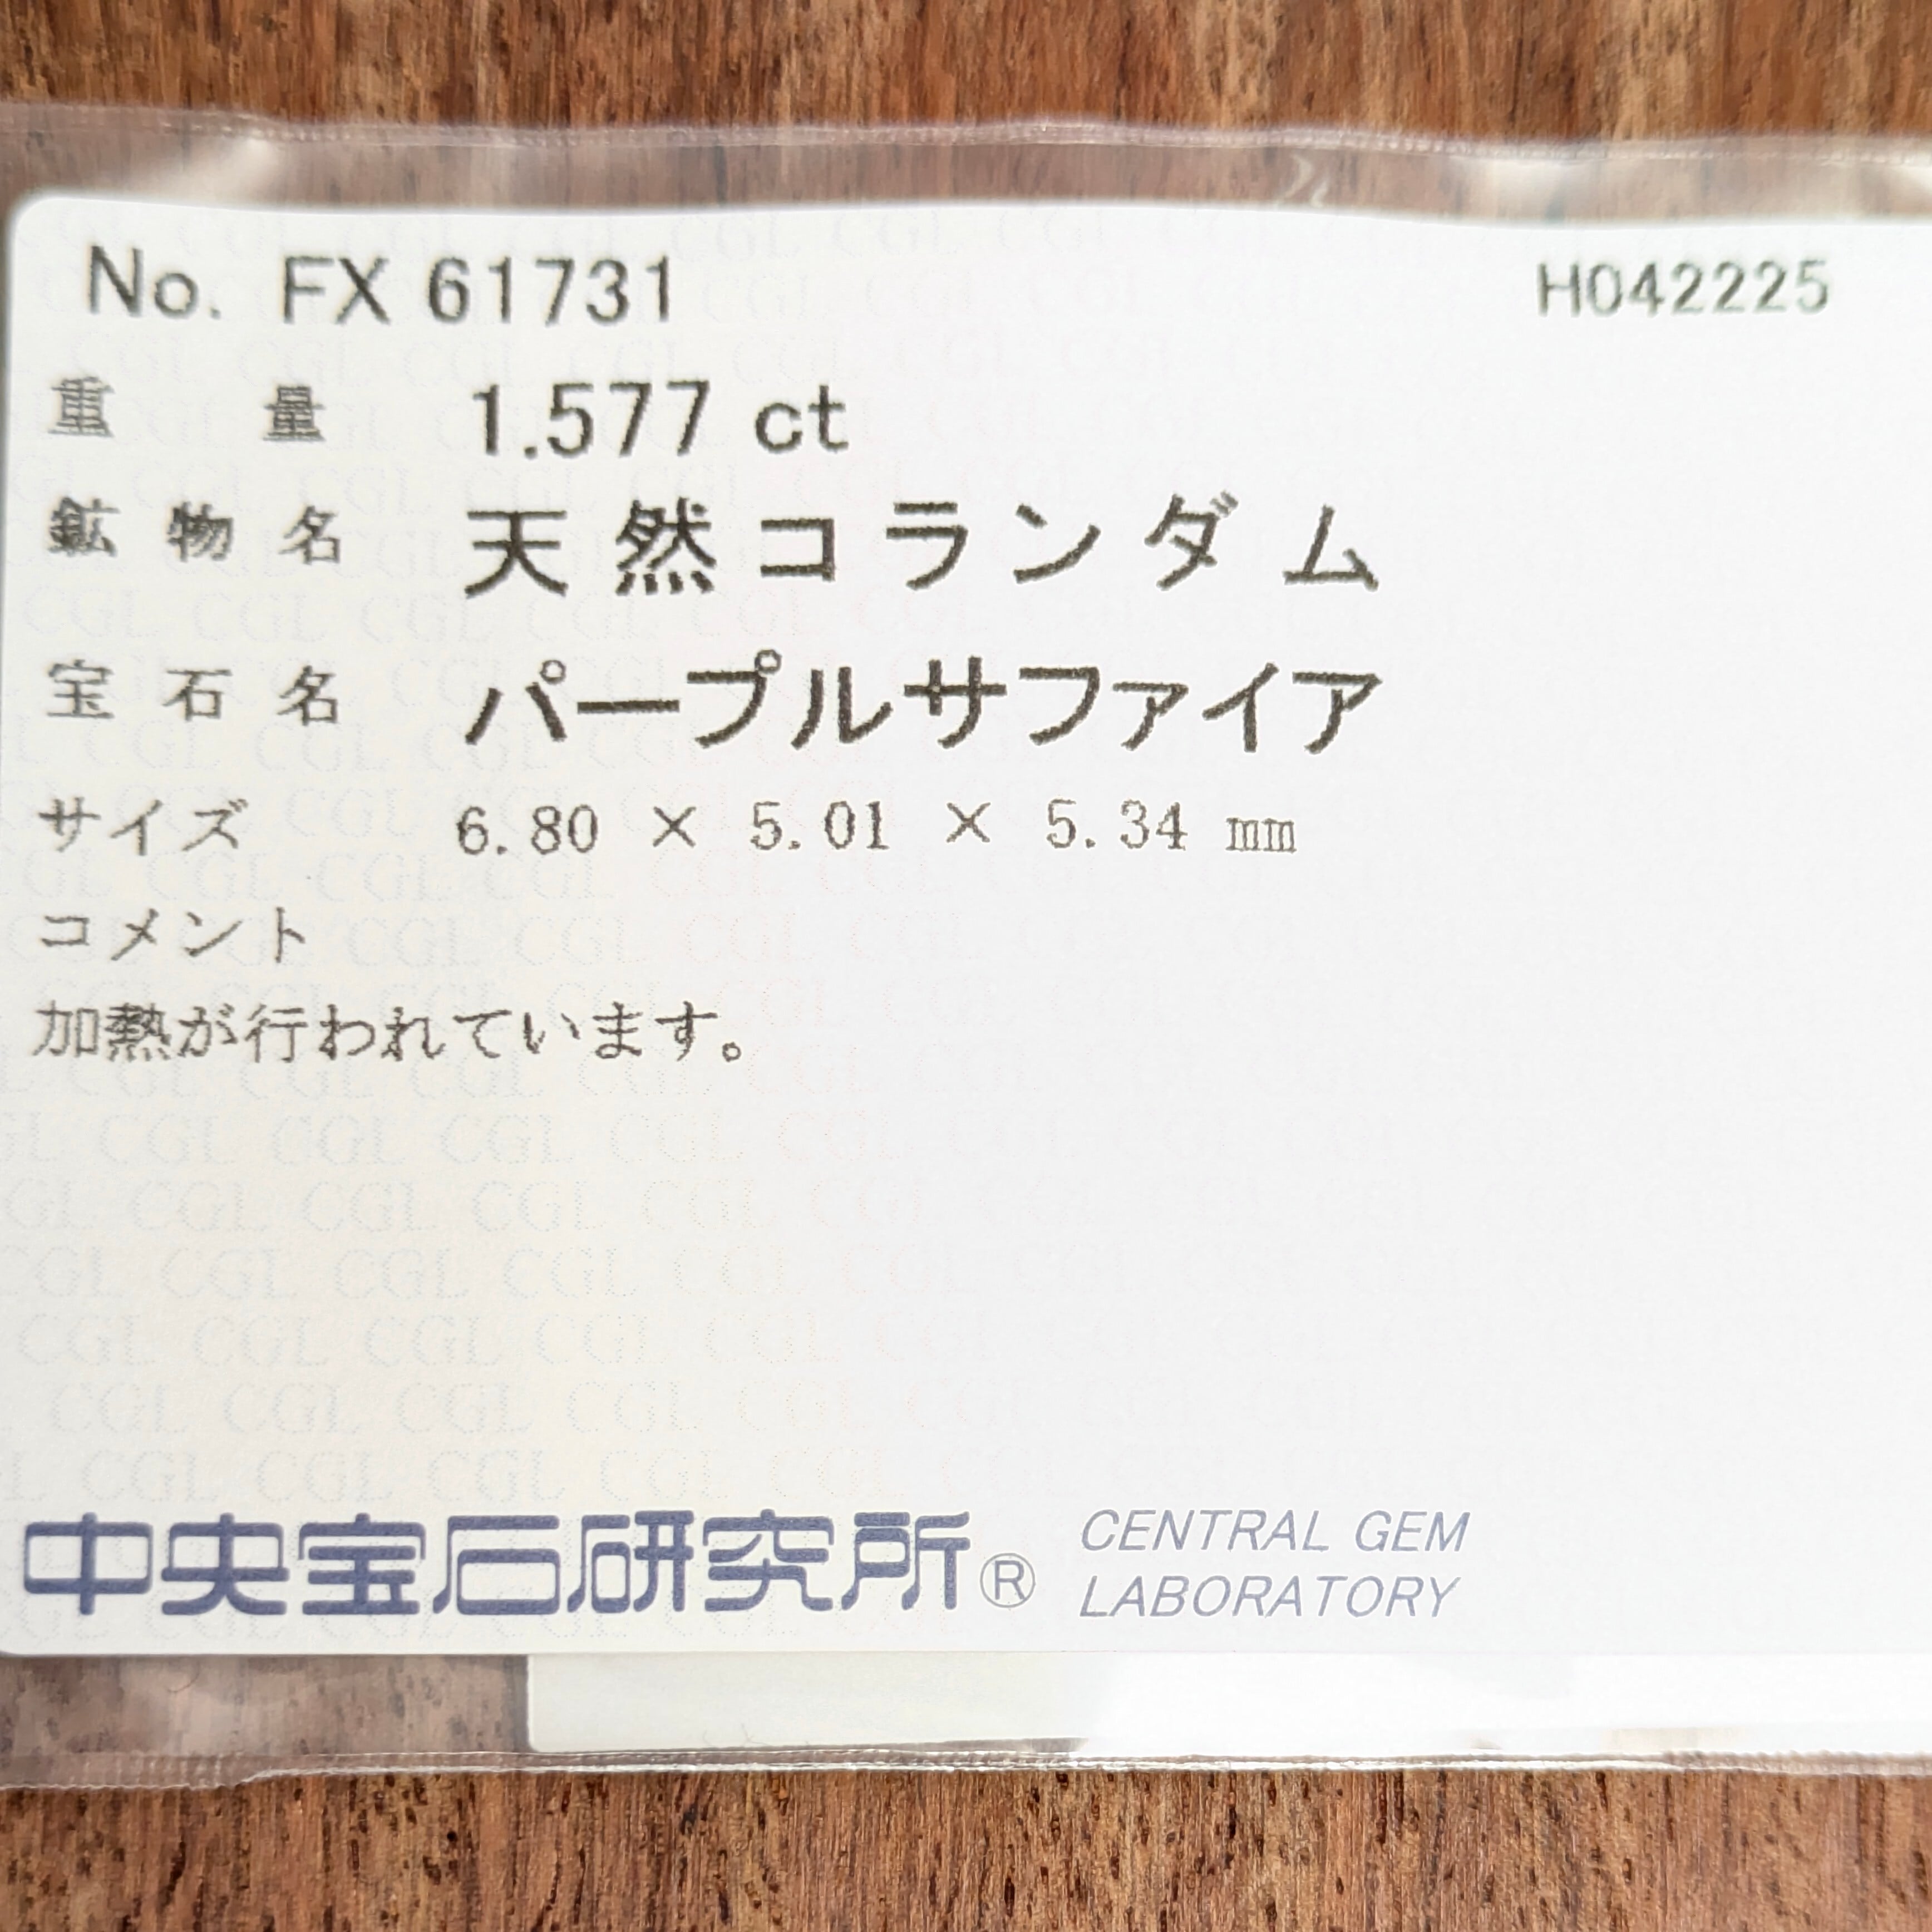 No. FX 61731 H042225
重量 1.577 ct
鉱物名 天然コランダム
宝石名 パープルサファイア
サイズ 6.80 × 5.01 × 5.34 mm
コメント
加熱が行われています。
中央宝石研究所® CENTRAL GEM
LABORATORY